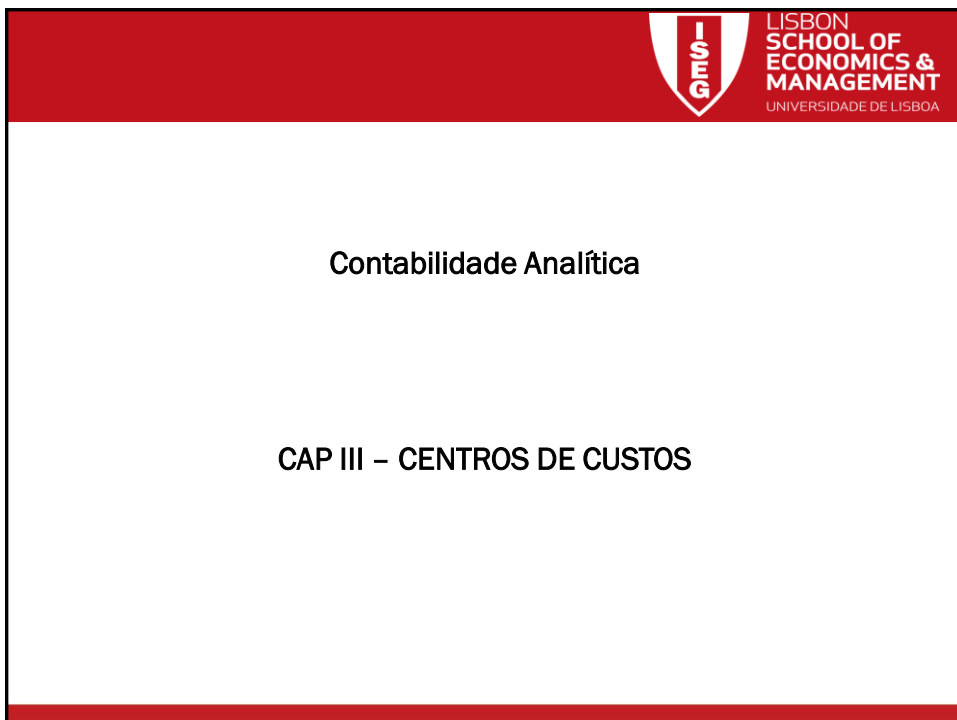 ISEG
LISBON
SCHOOL OF
ECONOMICS &
MANAGEMENT
UNIVERSIDADE DE LISBOA
Contabilidade Analítica
CAP III – CENTROS DE CUSTOS